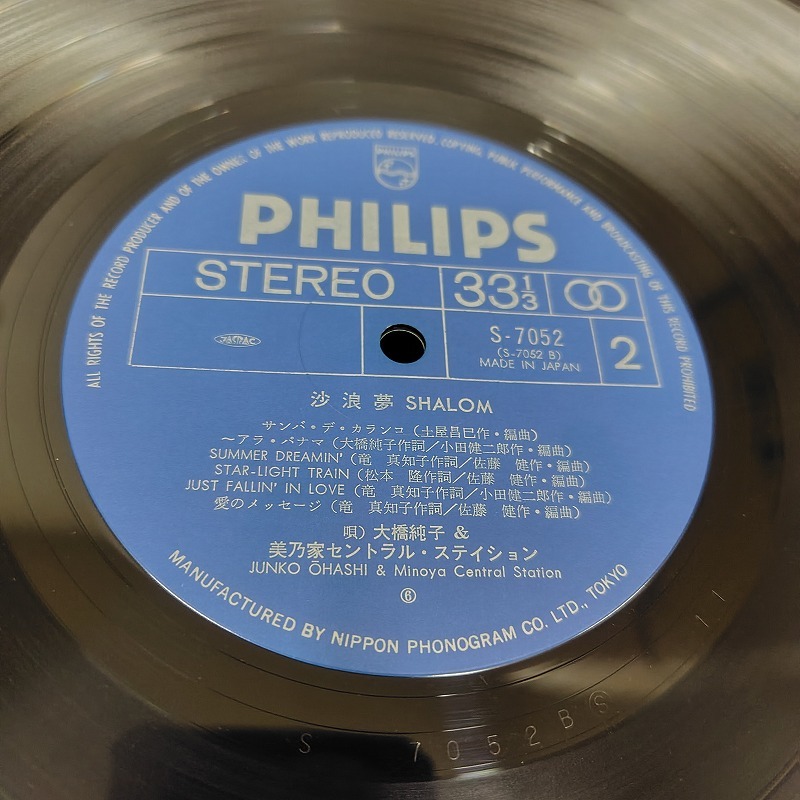 ALL RIGHTS OF THE RECORD PRODUCER AND OF THE OWNER OF THE WORK REPRODUCED RESERVED. COPYING, PUBLIC PERFORMANCE AND BROADCASTING OF THIS RECORD PROHIBITED
PHILIPS
PHILIPS
STEREO
33 1/3
S-7052
(S-7052 B)
MADE IN JAPAN
2
JASRAC
沙浪夢 SHALOM
サンバ・デ・カランコ (土屋昌巳作・編曲)
～アラ・バナマ (大橋純子作詞/小田健二郎作・編曲)
SUMMER DREAMIN' (竜 真知子作詞/佐藤 健作・編曲)
STAR-LIGHT TRAIN (松本 隆作詞/佐藤 健作・編曲)
JUST FALLIN' IN LOVE (竜 真知子作詞/小田健二郎作・編曲)
愛のメッセージ (竜 真知子作詞/佐藤 健作・編曲)
唄) 大橋純子 &
美乃家セントラル・ステイション
JUNKO ŌHASHI & Minoya Central Station
⑥
MANUFACTURED BY NIPPON PHONOGRAM CO. LTD., TOKYO
S 7052 B Ⓢ
1 1